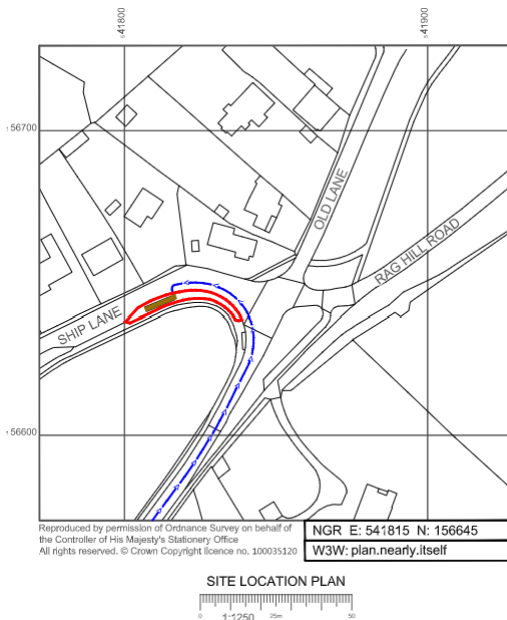 541800
541900
156700
OLD LANE
RAG HILL ROAD
SHIP LANE
156600
Reproduced by permission of Ordnance Survey on behalf of
the Controller of His Majesty's Stationery Office
All rights reserved. © Crown Copyright licence no. 100035120
NGR E: 541815 N: 156645
W3W: plan.nearly.itself
SITE LOCATION PLAN
0
1:1250
25m
50